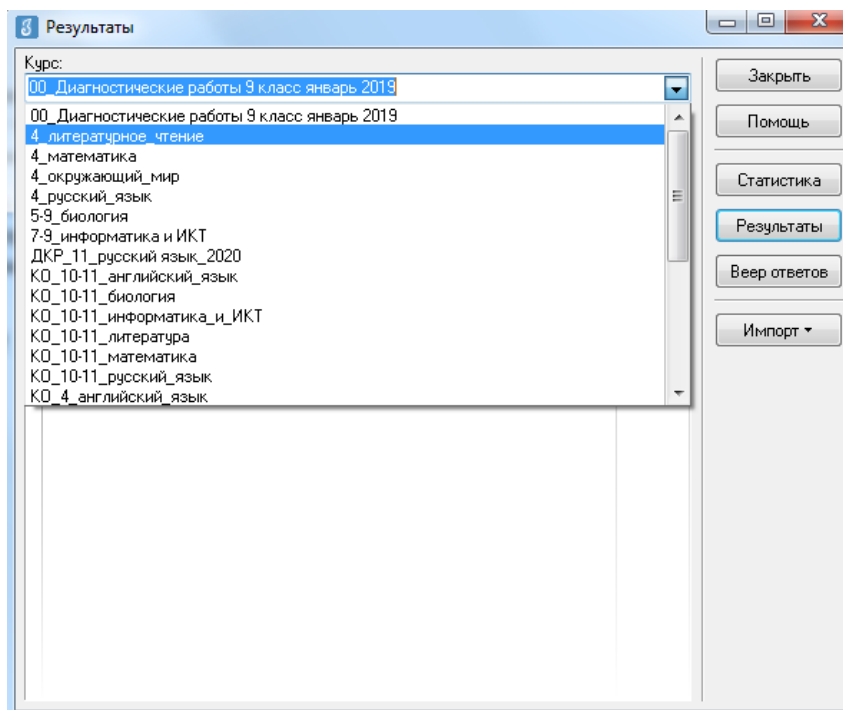 Результаты
Курс:
00_Диагностические работы 9 класс январь 2019
00_Диагностические работы 9 класс январь 2019
4_литературное_чтение
4_математика
4_окружающий_мир
4_русский_язык
5-9_биология
7-9_информатика и ИКТ
ДКР_11_русский язык_2020
КО_10-11_английский_язык
КО_10-11_биология
КО_10-11_информатика_и_ИКТ
КО_10-11_литература
КО_10-11_математика
КО_10-11_русский_язык
КО_4_английский_язык
Закрыть
Помощь
Статистика
Результаты
Веер ответов
Импорт